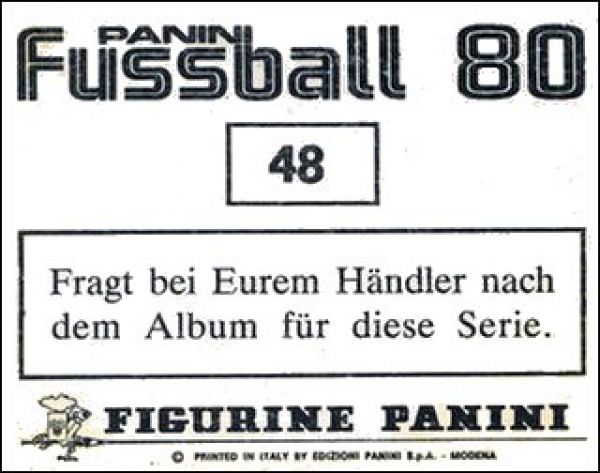 PANINI
Fussball 80
48
Fragt bei Eurem Händler nach
dem Album für diese Serie.
FIGURINE PANINI
© PRINTED IN ITALY BY EDIZIONI PANINI S.p.A. - MODENA